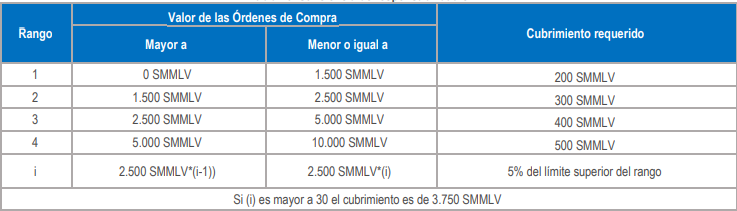 Rango Valor de las Órdenes de Compra Cubrimiento requerido
Mayor a Menor o igual a
1 0 SMMLV 1.500 SMMLV 200 SMMLV
2 1.500 SMMLV 2.500 SMMLV 300 SMMLV
3 2.500 SMMLV 5.000 SMMLV 400 SMMLV
4 5.000 SMMLV 10.000 SMMLV 500 SMMLV
i 2.500 SMMLV*(i-1)) 2.500 SMMLV*(i) 5% del límite superior del rango
Si (i) es mayor a 30 el cubrimiento es de 3.750 SMMLV